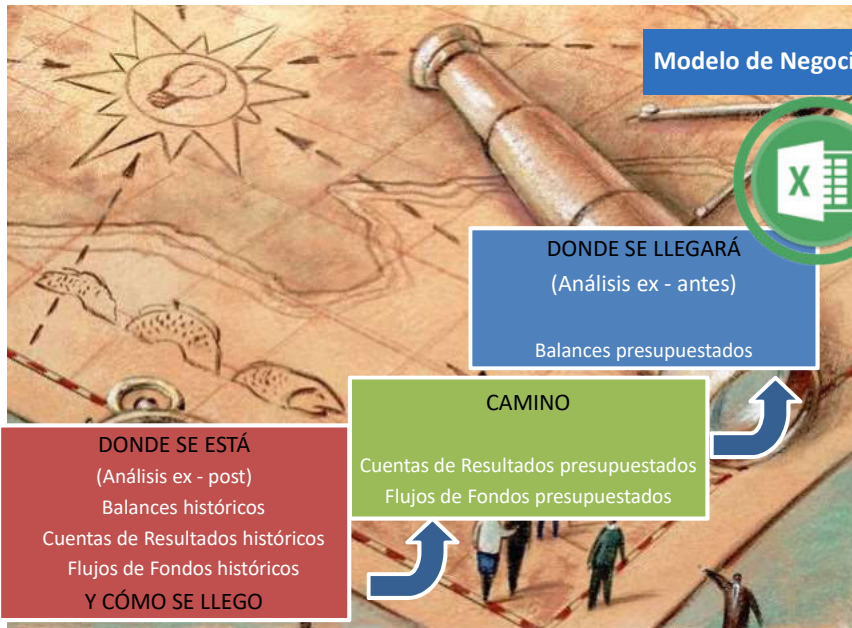 Modelo de Negoci
X
DONDE SE LLEGARÁ
(Análisis ex - antes)
Balances presupuestados
CAMINO
Cuentas de Resultados presupuestados
Flujos de Fondos presupuestados
DONDE SE ESTÁ
(Análisis ex - post)
Balances históricos
Cuentas de Resultados históricos
Flujos de Fondos históricos
Y CÓMO SE LLEGO